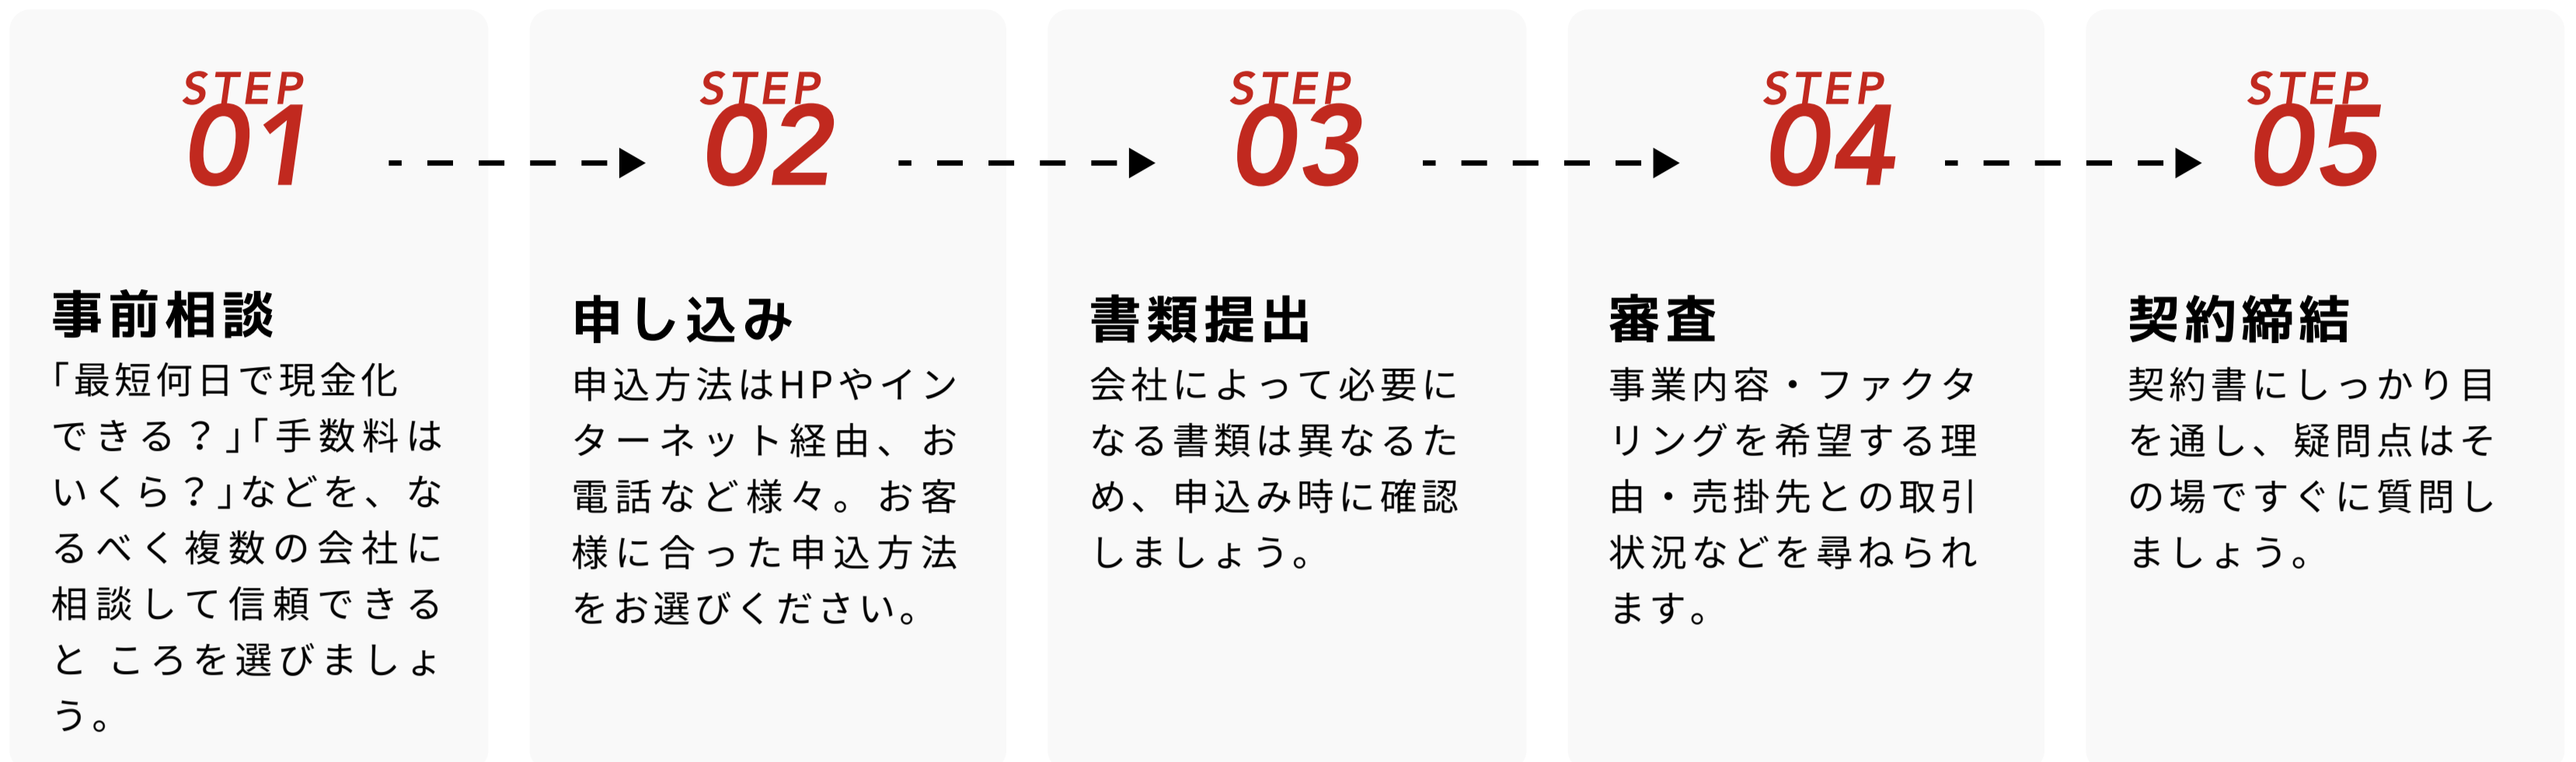 STEP
01
事前相談
「最短何日で現金化
できる？」「手数料は
いくら？」などを、な
るべく複数の会社に
相談して信頼できる
と ころを選びましょ
う。
STEP
02
申し込み
申込方法はHPやイン
ターネット経由、お
電話など様々。お客
様に合った申込方法
をお選びください。
STEP
03
書類提出
会社によって必要に
なる書類は異なるた
め、申込み時に確認
しましょう。
STEP
04
審査
事業内容・ファクタ
リングを希望する理
由・売掛先との取引
状況などを尋ねられ
ます。
STEP
05
契約締結
契約書にしっかり目
を通し、疑問点はそ
の場ですぐに質問し
ましょう。